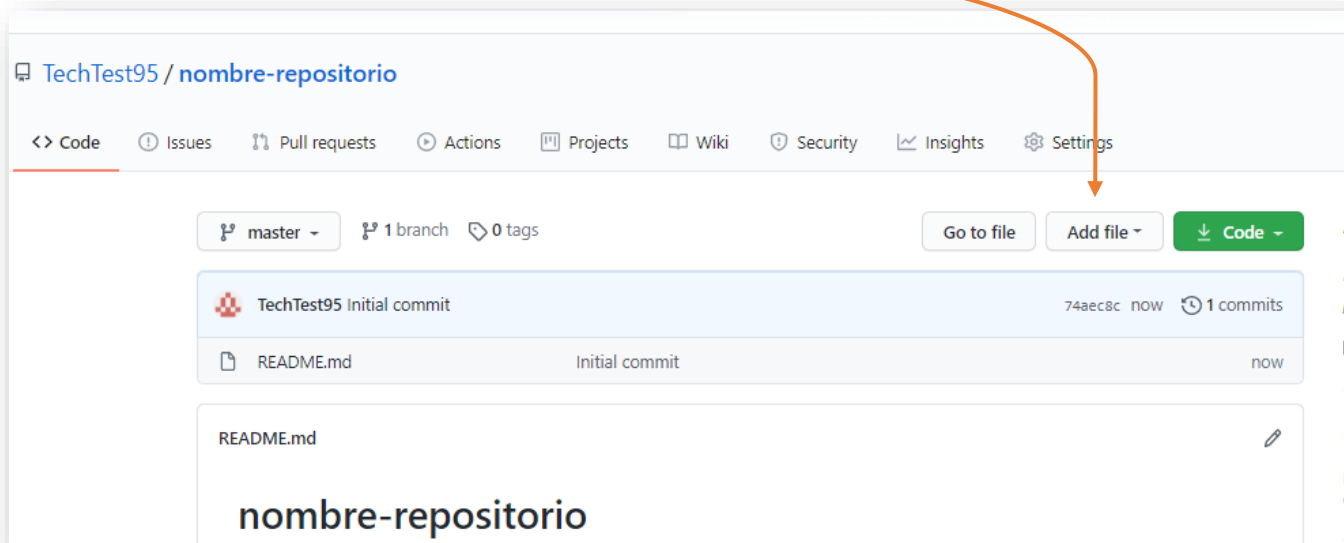 TechTest95 / nombre-repositorio
<> Code Issues Pull requests Actions Projects Wiki Security Insights Settings
master 1 branch 0 tags Go to file Add file Code
TechTest95 Initial commit 74aec8c now 1 commits
README.md Initial commit now
README.md
nombre-repositorio